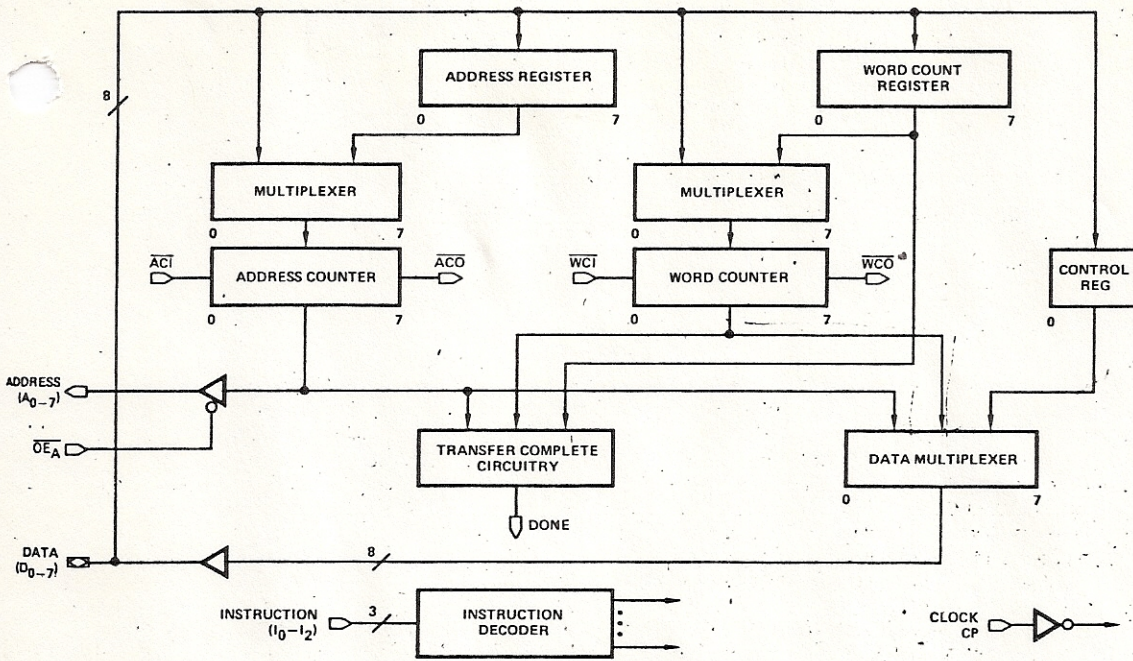 ADDRESS REGISTER
0 7
WORD COUNT
REGISTER
0 7
8
MULTIPLEXER
0 7
MULTIPLEXER
0 7
ACI
ADDRESS COUNTER
ACO
0 7
WCI
WORD COUNTER
WCO
0 7
CONTROL
REG
0
ADDRESS
(A0–7)
OEA
TRANSFER COMPLETE
CIRCUITRY
DATA MULTIPLEXER
0 7
DONE
DATA
(D0–7)
8
INSTRUCTION
(I0–I2)
3
INSTRUCTION
DECODER
CLOCK
CP